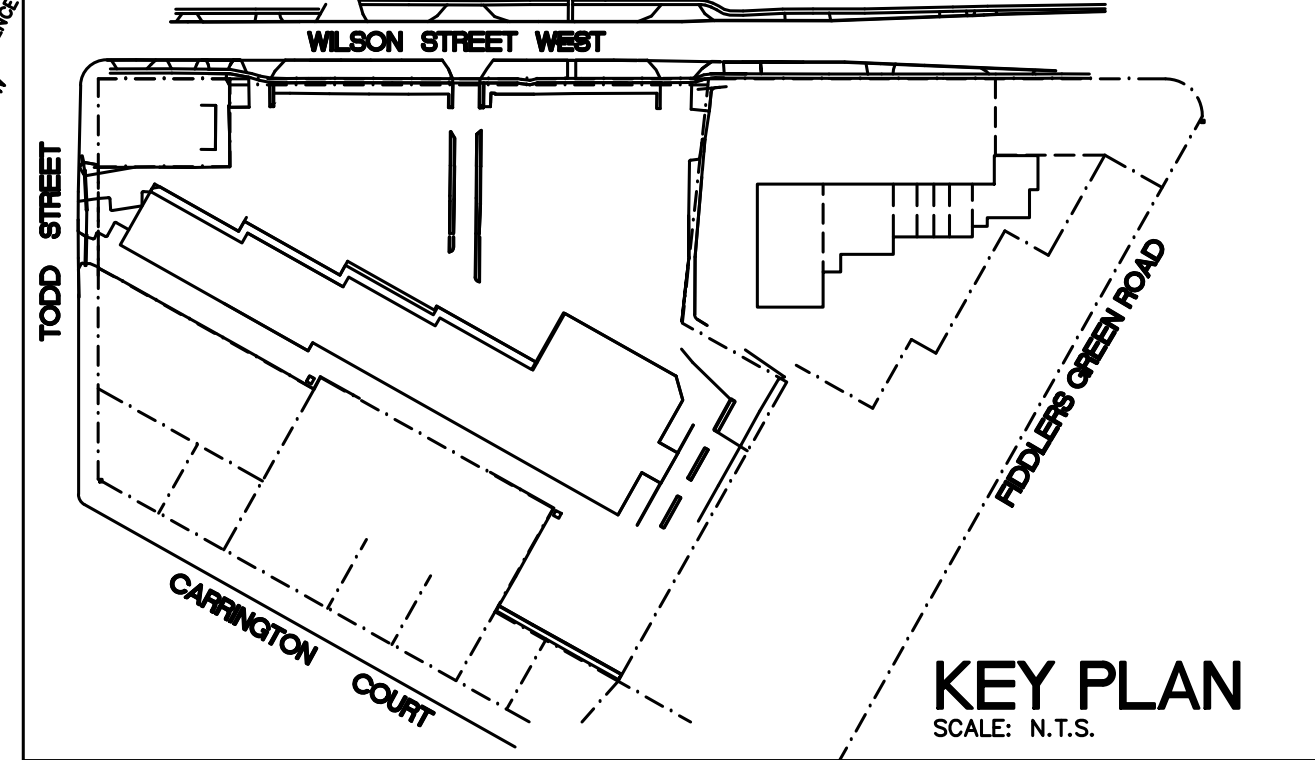 WILSON STREET WEST
TODD STREET
FIDDLERS GREEN ROAD
CARRINGTON COURT
KEY PLAN
SCALE: N.T.S.